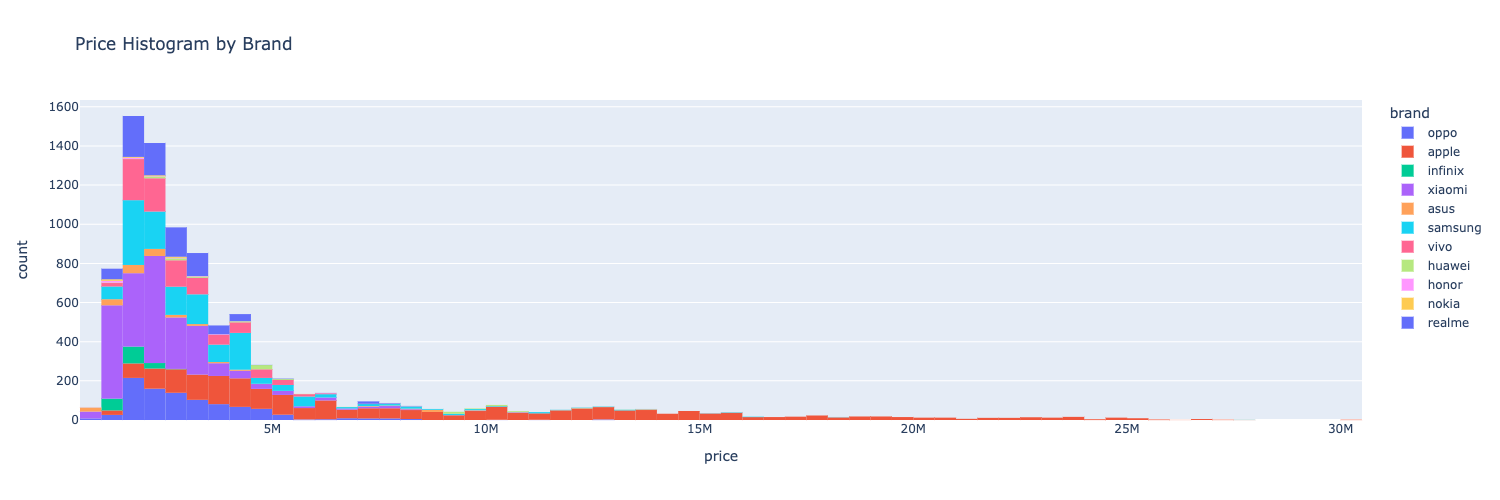 Price Histogram by Brand
1600
1400
1200
1000
800
600
400
200
0
count
5M
10M
15M
20M
25M
30M
price
brand
oppo
apple
infinix
xiaomi
asus
samsung
vivo
huawei
honor
nokia
realme